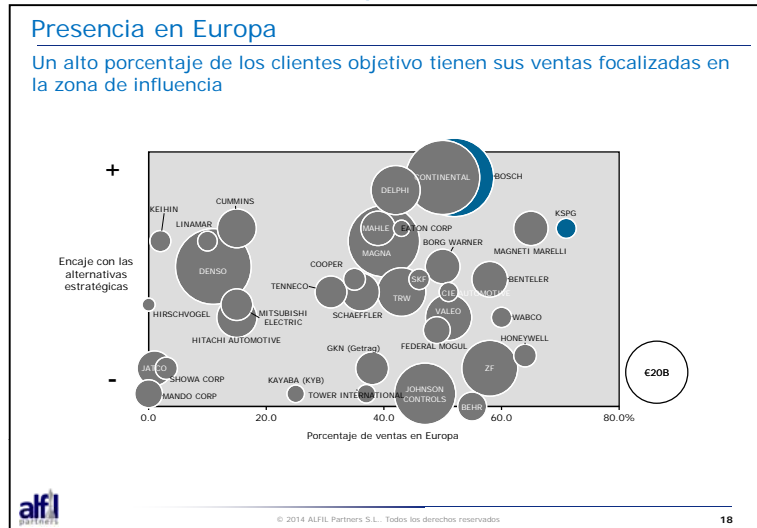 Presencia en Europa
Un alto porcentaje de los clientes objetivo tienen sus ventas focalizadas en
la zona de influencia
+
CONTINENTAL
BOSCH
DELPHI
CUMMINS
KEIHIN
LINAMAR
MAHLE
EATON CORP
KSPG
BORG WARNER
MAGNETI MARELLI
MAGNA
Encaje con las
alternativas
estratégicas
DENSO
COOPER
TENNECO
SKF
BENTELER
CIE AUTOMOTIVE
TRW
HIRSCHVOGEL
MITSUBISHI
ELECTRIC
SCHAEFFLER
VALEO
WABCO
HITACHI AUTOMOTIVE
FEDERAL MOGUL
HONEYWELL
GKN (Getrag)
JATCO
SHOWA CORP
ZF
€20B
-
KAYABA (KYB)
MANDO CORP
TOWER INTERNATIONAL
JOHNSON
CONTROLS
BEHR
0.0 20.0 40.0 60.0 80.0%
Porcentaje de ventas en Europa
alfil
partners
© 2014 ALFIL Partners S.L.. Todos los derechos reservados
18